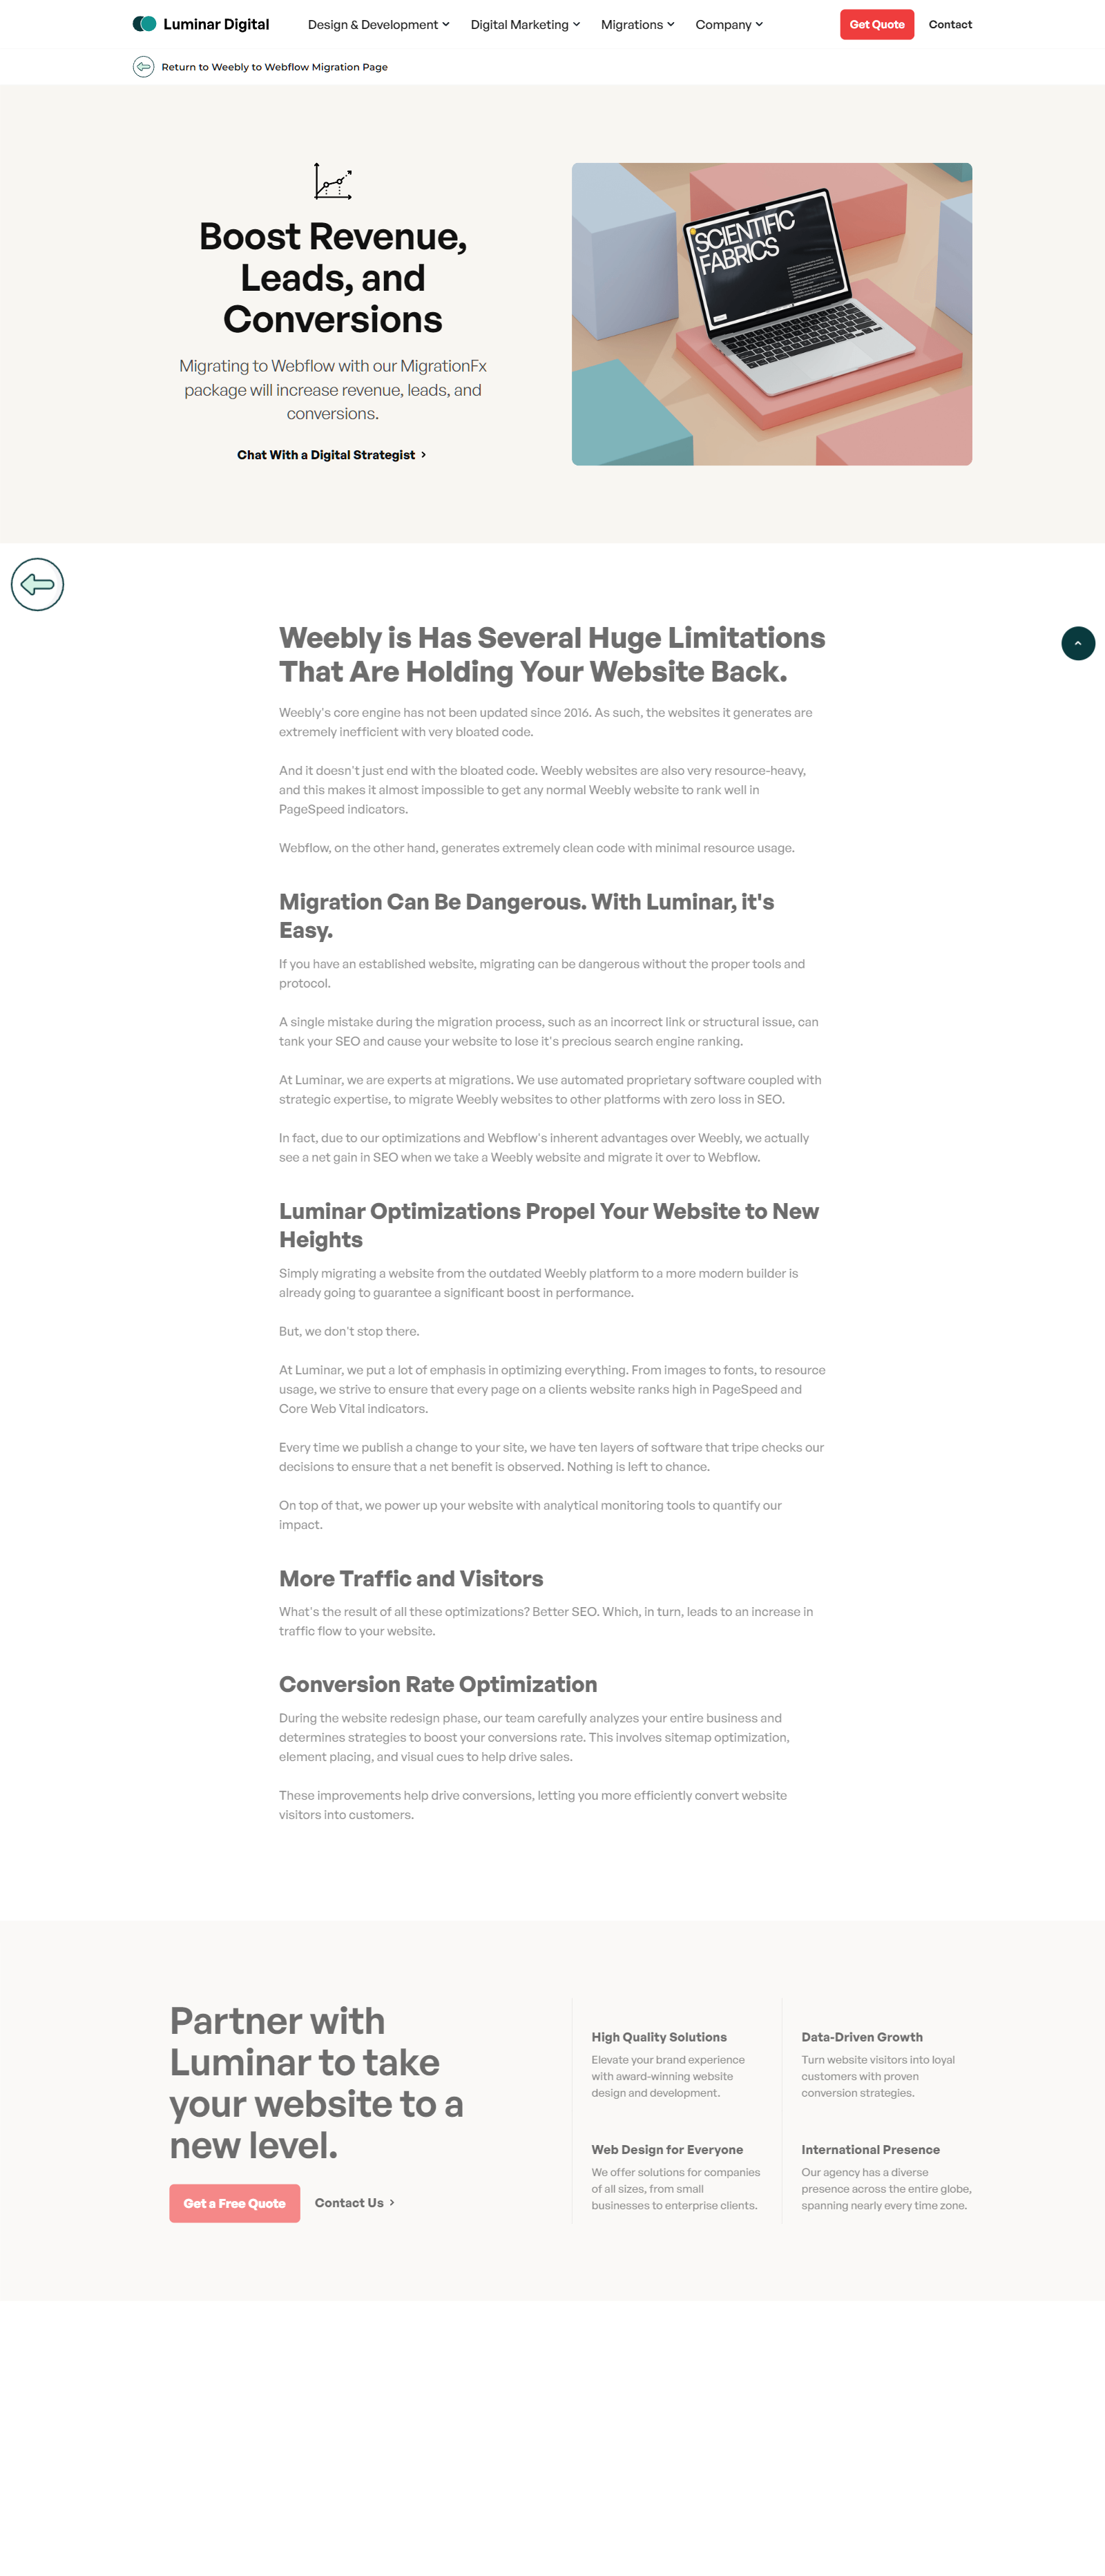 Luminar Digital
Design & Development
Digital Marketing
Migrations
Company
Get Quote
Contact
Return to Weebly to Webflow Migration Page
Boost Revenue,
Leads, and
Conversions
Migrating to Webflow with our MigrationFx
package will increase revenue, leads, and
conversions.
Chat With a Digital Strategist
SCIENTIFIC
FABRICS
Weebly is Has Several Huge Limitations
That Are Holding Your Website Back.
Weebly's core engine has not been updated since 2016. As such, the websites it generates are
extremely inefficient with very bloated code.
And it doesn't just end with the bloated code. Weebly websites are also very resource-heavy,
and this makes it almost impossible to get any normal Weebly website to rank well in
PageSpeed indicators.
Webflow, on the other hand, generates extremely clean code with minimal resource usage.
Migration Can Be Dangerous. With Luminar, it's
Easy.
If you have an established website, migrating can be dangerous without the proper tools and
protocol.
A single mistake during the migration process, such as an incorrect link or structural issue, can
tank your SEO and cause your website to lose it's precious search engine ranking.
At Luminar, we are experts at migrations. We use automated proprietary software coupled with
strategic expertise, to migrate Weebly websites to other platforms with zero loss in SEO.
In fact, due to our optimizations and Webflow's inherent advantages over Weebly, we actually
see a net gain in SEO when we take a Weebly website and migrate it over to Webflow.
Luminar Optimizations Propel Your Website to New
Heights
Simply migrating a website from the outdated Weebly platform to a more modern builder is
already going to guarantee a significant boost in performance.
But, we don't stop there.
At Luminar, we put a lot of emphasis in optimizing everything. From images to fonts, to resource
usage, we strive to ensure that every page on a clients website ranks high in PageSpeed and
Core Web Vital indicators.
Every time we publish a change to your site, we have ten layers of software that tripe checks our
decisions to ensure that a net benefit is observed. Nothing is left to chance.
On top of that, we power up your website with analytical monitoring tools to quantify our
impact.
More Traffic and Visitors
What's the result of all these optimizations? Better SEO. Which, in turn, leads to an increase in
traffic flow to your website.
Conversion Rate Optimization
During the website redesign phase, our team carefully analyzes your entire business and
determines strategies to boost your conversions rate. This involves sitemap optimization,
element placing, and visual cues to help drive sales.
These improvements help drive conversions, letting you more efficiently convert website
visitors into customers.
Partner with
Luminar to take
your website to a
new level.
Get a Free Quote
Contact Us
High Quality Solutions
Elevate your brand experience
with award-winning website
design and development.
Data-Driven Growth
Turn website visitors into loyal
customers with proven
conversion strategies.
Web Design for Everyone
We offer solutions for companies
of all sizes, from small
businesses to enterprise clients.
International Presence
Our agency has a diverse
presence across the entire globe,
spanning nearly every time zone.